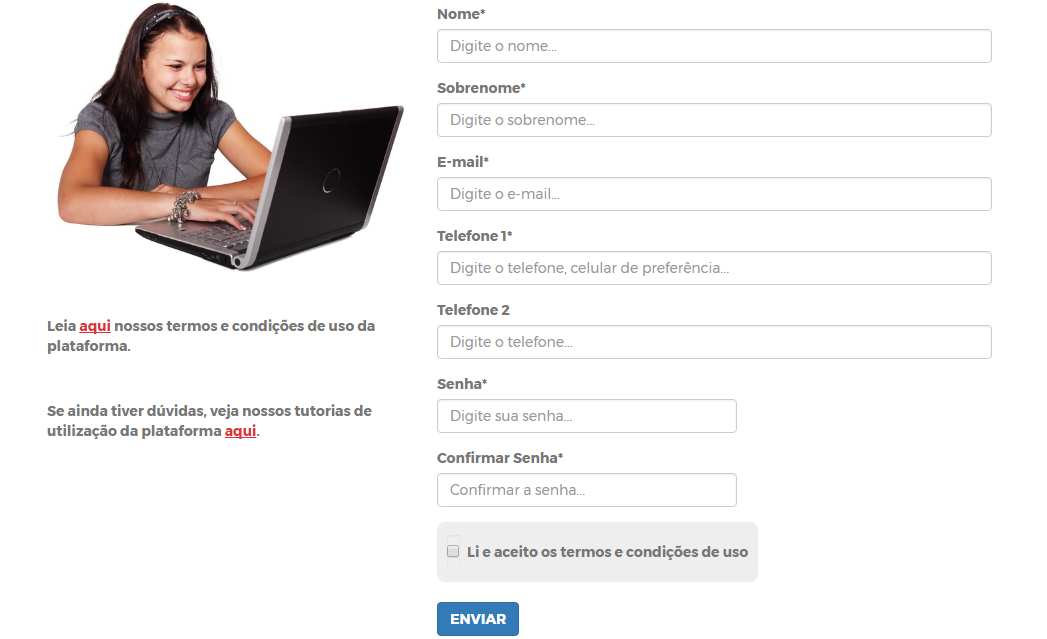 Nome*
Digite o nome...
Sobrenome*
Digite o sobrenome...
E-mail*
Digite o e-mail...
Telefone 1*
Digite o telefone, celular de preferência...
Telefone 2
Digite o telefone...
Senha*
Digite sua senha...
Confirmar Senha*
Confirmar a senha...
Li e aceito os termos e condições de uso
ENVIAR
Leia aqui nossos termos e condições de uso da
plataforma.
Se ainda tiver dúvidas, veja nossos tutorias de
utilização da plataforma aqui.